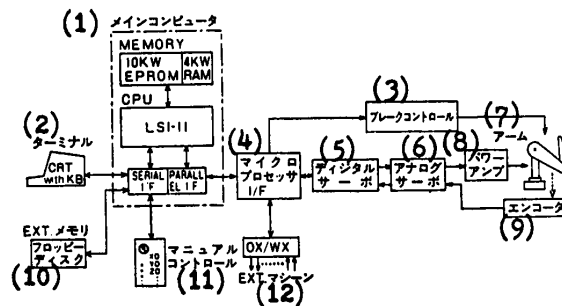 (1)
メインコンピュータ
MEMORY
10KW
EPROM
4KW
RAM
CPU
LSI-11
SERIAL
I/F
PARALL
EL I F
(2)
ターミナル
CRT
with KB
EXT.メモリ
フロッピー
ディスク
(10)
マニュアル
コントロール
(11)
(4)
マイクロ
プロセッサ
I/F
OX/WX
EXT.マシーン
(12)
(3)
ブレークコントロール
(5)
ディジタル
サーボ
(6)
アナログ
サーボ
(8)
パワー
アンプ
(7)
アーム
エンコータ
(9)